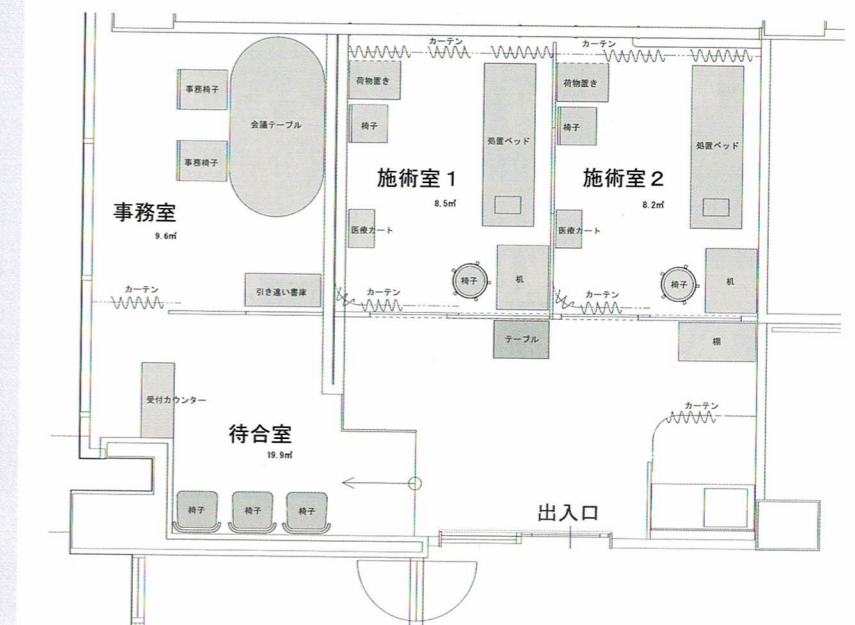 カーテン
カーテン
事務椅子
荷物置き
荷物置き
会議テーブル
椅子
椅子
処置ベッド
処置ベッド
事務椅子
施術室1
8.5㎡
施術室2
8.2㎡
事務室
9.6㎡
医療カート
医療カート
椅子
机
椅子
机
カーテン
引き違い書庫
カーテン
カーテン
テーブル
棚
受付カウンター
カーテン
待合室
19.9㎡
椅子
椅子
椅子
出入口